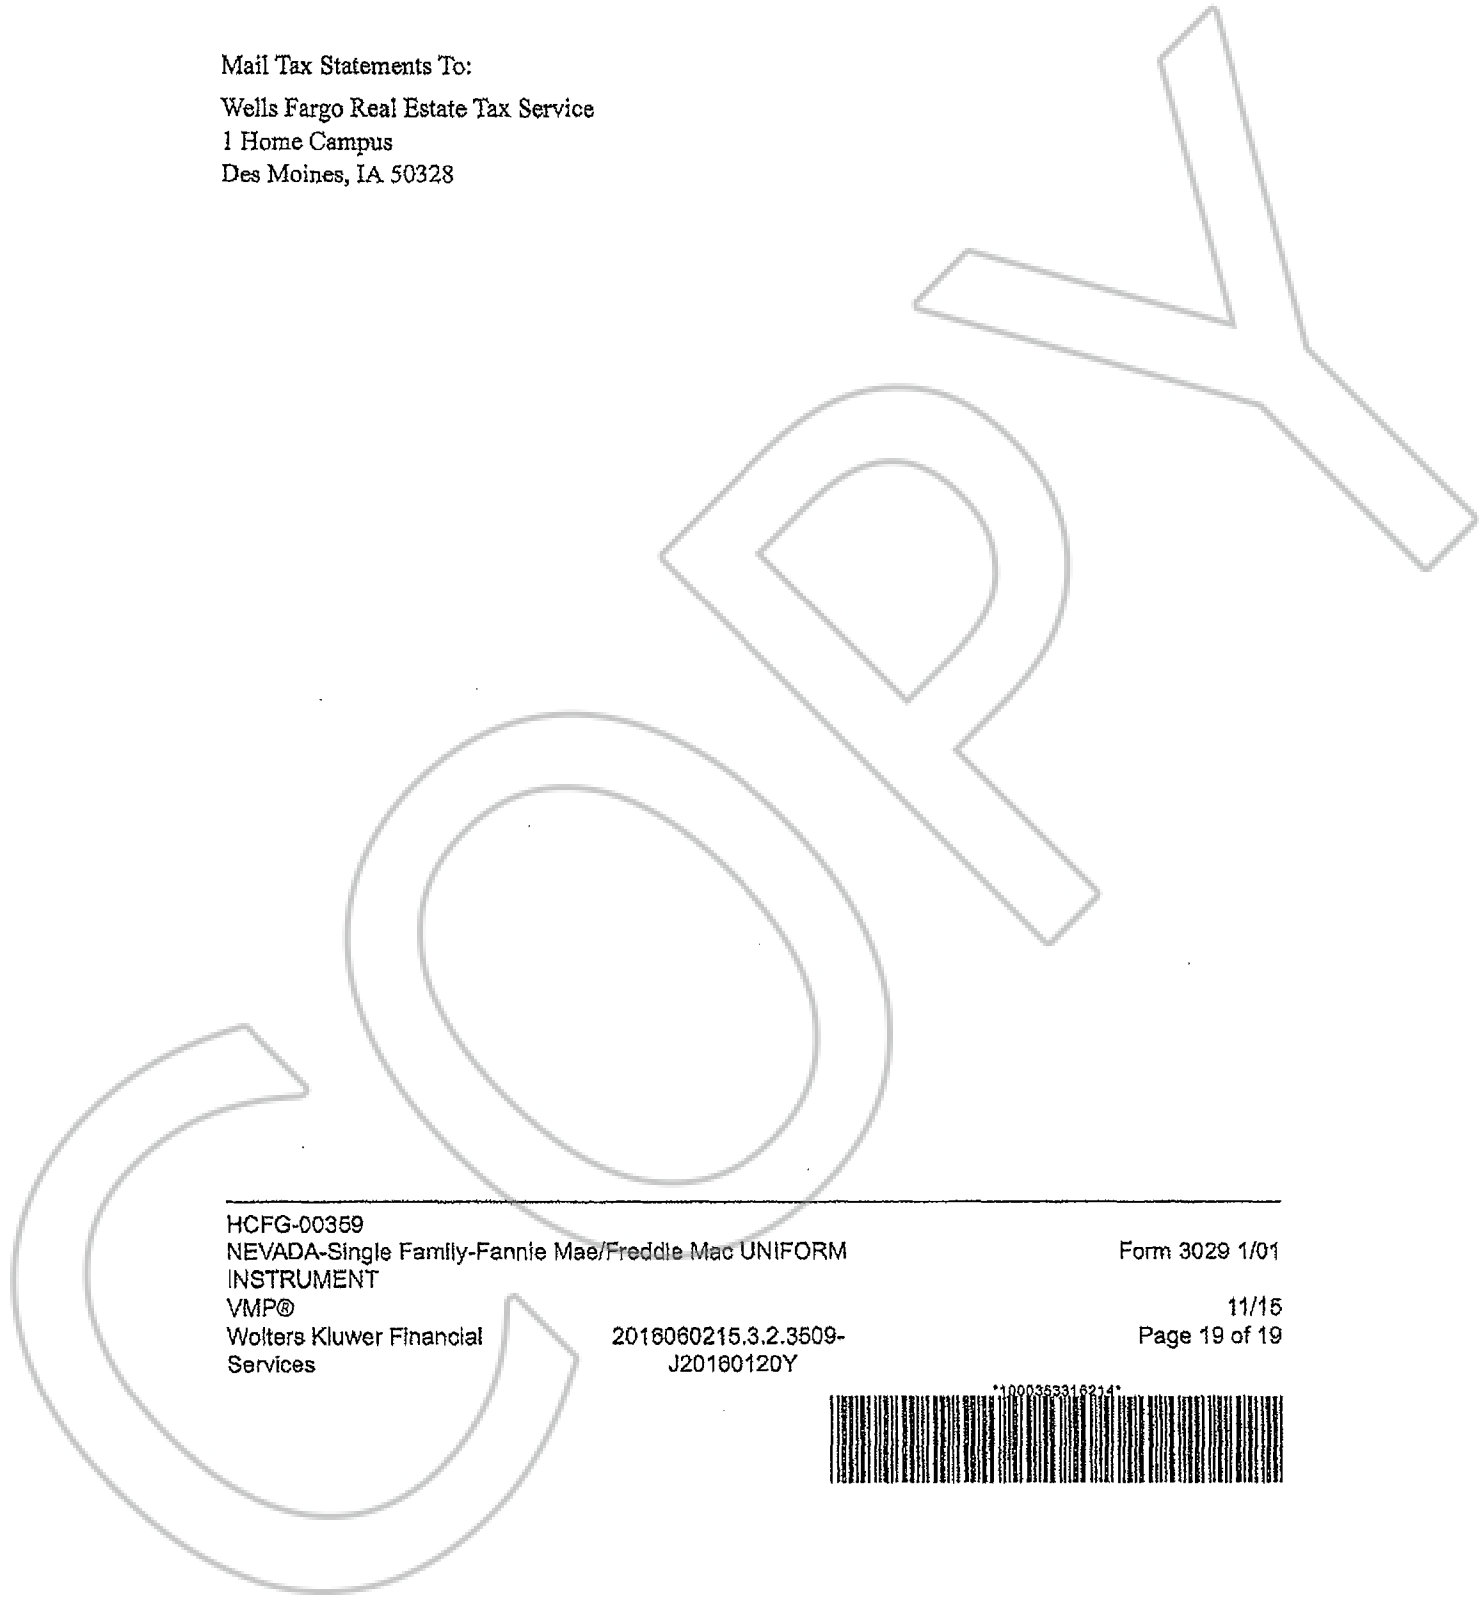 Mail Tax Statements To:
Wells Fargo Real Estate Tax Service
1 Home Campus
Des Moines, IA 50328
COPY
HCFG-00359
NEVADA-Single Family-Fannie Mae/Freddie Mac UNIFORM INSTRUMENT
Form 3029 1/01
VMP®
11/15
Wolters Kluwer Financial Services
2016060215.3.2.3509-J20160120Y
Page 19 of 19
*1000353316214*